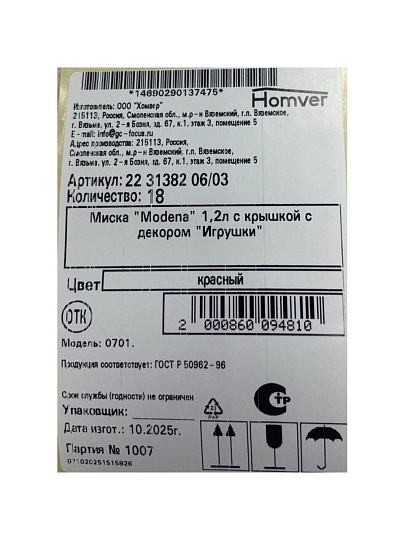 *14690290137475*
Homver
Изготовитель: ООО "Хомвер"
215113, Россия, Смоленская обл., м.р-н Вяземский, г.п. Вяземское,
г. Вязьма, ул. 2-я Бозня, зд. 67, к.1, этаж 3, помещение 5
E-mail: info@gc-focus.ru
Адрес производства: 215113, Россия,
Смоленская обл., м.р-н Вяземский, г.п. Вяземское,
г. Вязьма, ул. 2-я Бозня, зд. 67, к.1, этаж 3, помещение 5
Артикул: 22 31382 06/03
Количество: 18
Миска "Modena" 1,2л с крышкой с
декором "Игрушки"
Цвет
красный
ОТК
2 000860 094810
Модель: 0701.
Продукция соответствует: ГОСТ Р 50962-96
Срок службы (годности) не ограничен
Упаковщик:
Дата изгот.: 10.2025г.
Партия № 1007
071020251515926
PAP